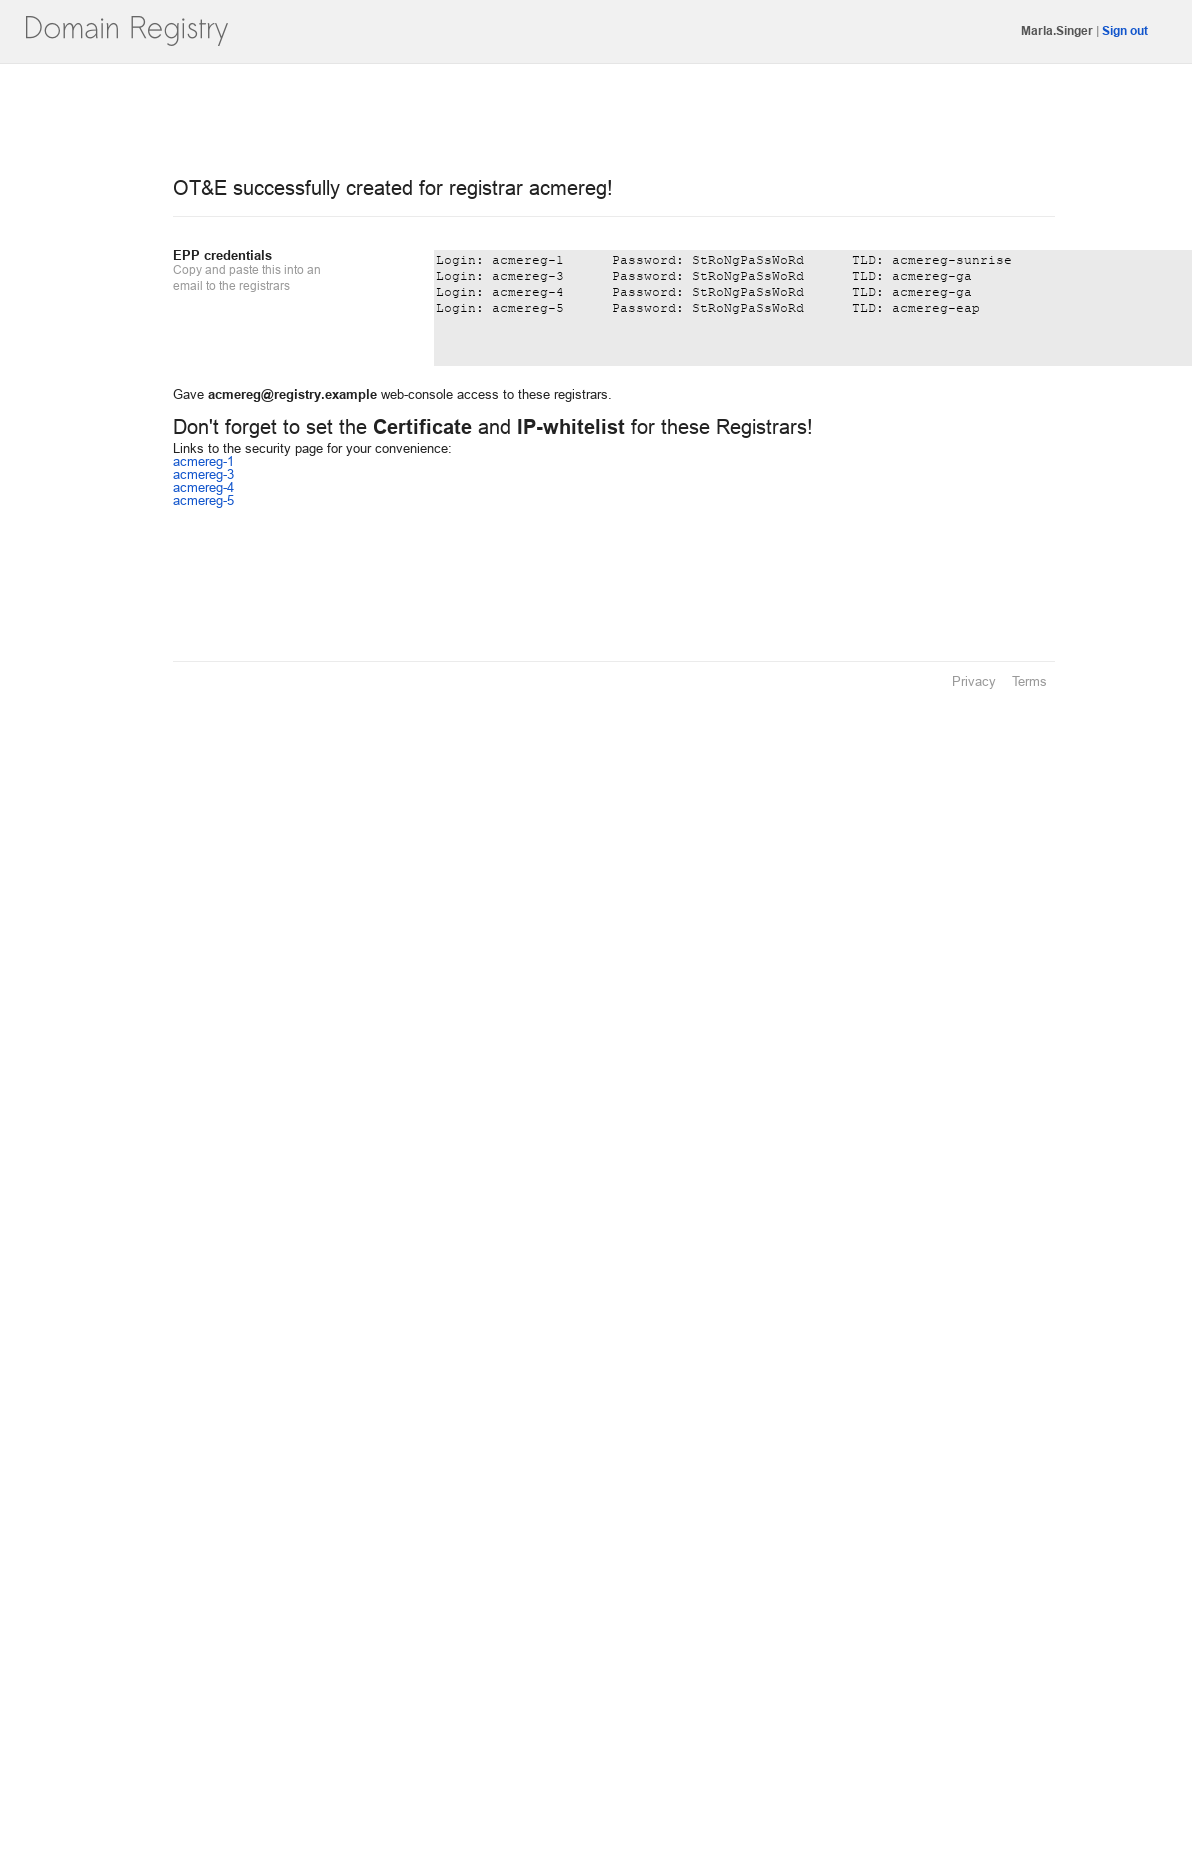 Domain Registry
Marla.Singer | Sign out
OT&E successfully created for registrar acmereg!
EPP credentials
Copy and paste this into an
email to the registrars
Login: acmereg-1      Password: StRoNgPaSsWoRd      TLD: acmereg-sunrise
Login: acmereg-3      Password: StRoNgPaSsWoRd      TLD: acmereg-ga
Login: acmereg-4      Password: StRoNgPaSsWoRd      TLD: acmereg-ga
Login: acmereg-5      Password: StRoNgPaSsWoRd      TLD: acmereg-eap
Gave acmereg@registry.example web-console access to these registrars.
Don't forget to set the Certificate and IP-whitelist for these Registrars!
Links to the security page for your convenience:
acmereg-1
acmereg-3
acmereg-4
acmereg-5
Privacy Terms